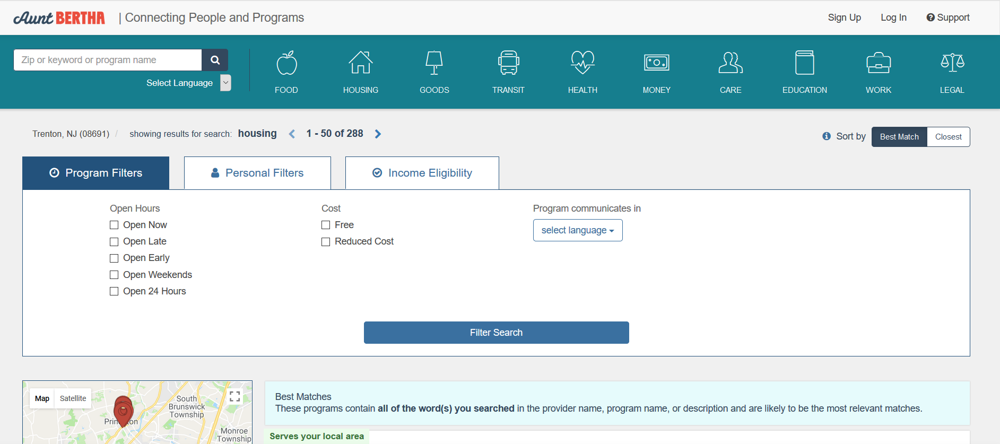 Aunt BERTHA | Connecting People and Programs
Sign Up Log In Support
Zip or keyword or program name
Select Language
FOOD HOUSING GOODS TRANSIT HEALTH MONEY CARE EDUCATION WORK LEGAL
Trenton, NJ (08691) / showing results for search: housing 1 - 50 of 288
Sort by Best Match Closest
Program Filters Personal Filters Income Eligibility
Open Hours
Open Now
Open Late
Open Early
Open Weekends
Open 24 Hours
Cost
Free
Reduced Cost
Program communicates in
select language
Filter Search
Map Satellite
South
Brunswick
Township
Monroe
Township
Best Matches
These programs contain all of the word(s) you searched in the provider name, program name, or description and are likely to be the most relevant matches.
Serves your local area